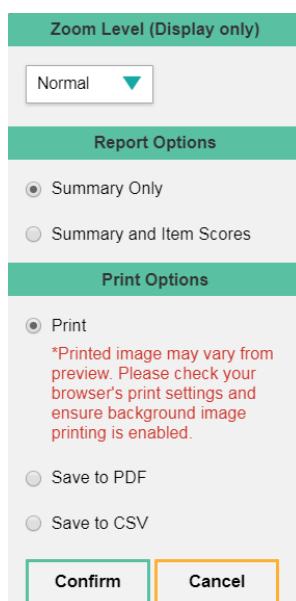 Zoom Level (Display only)
Normal
Report Options
Summary Only
Summary and Item Scores
Print Options
Print
*Printed image may vary from
preview. Please check your
browser's print settings and
ensure background image
printing is enabled.
Save to PDF
Save to CSV
Confirm Cancel